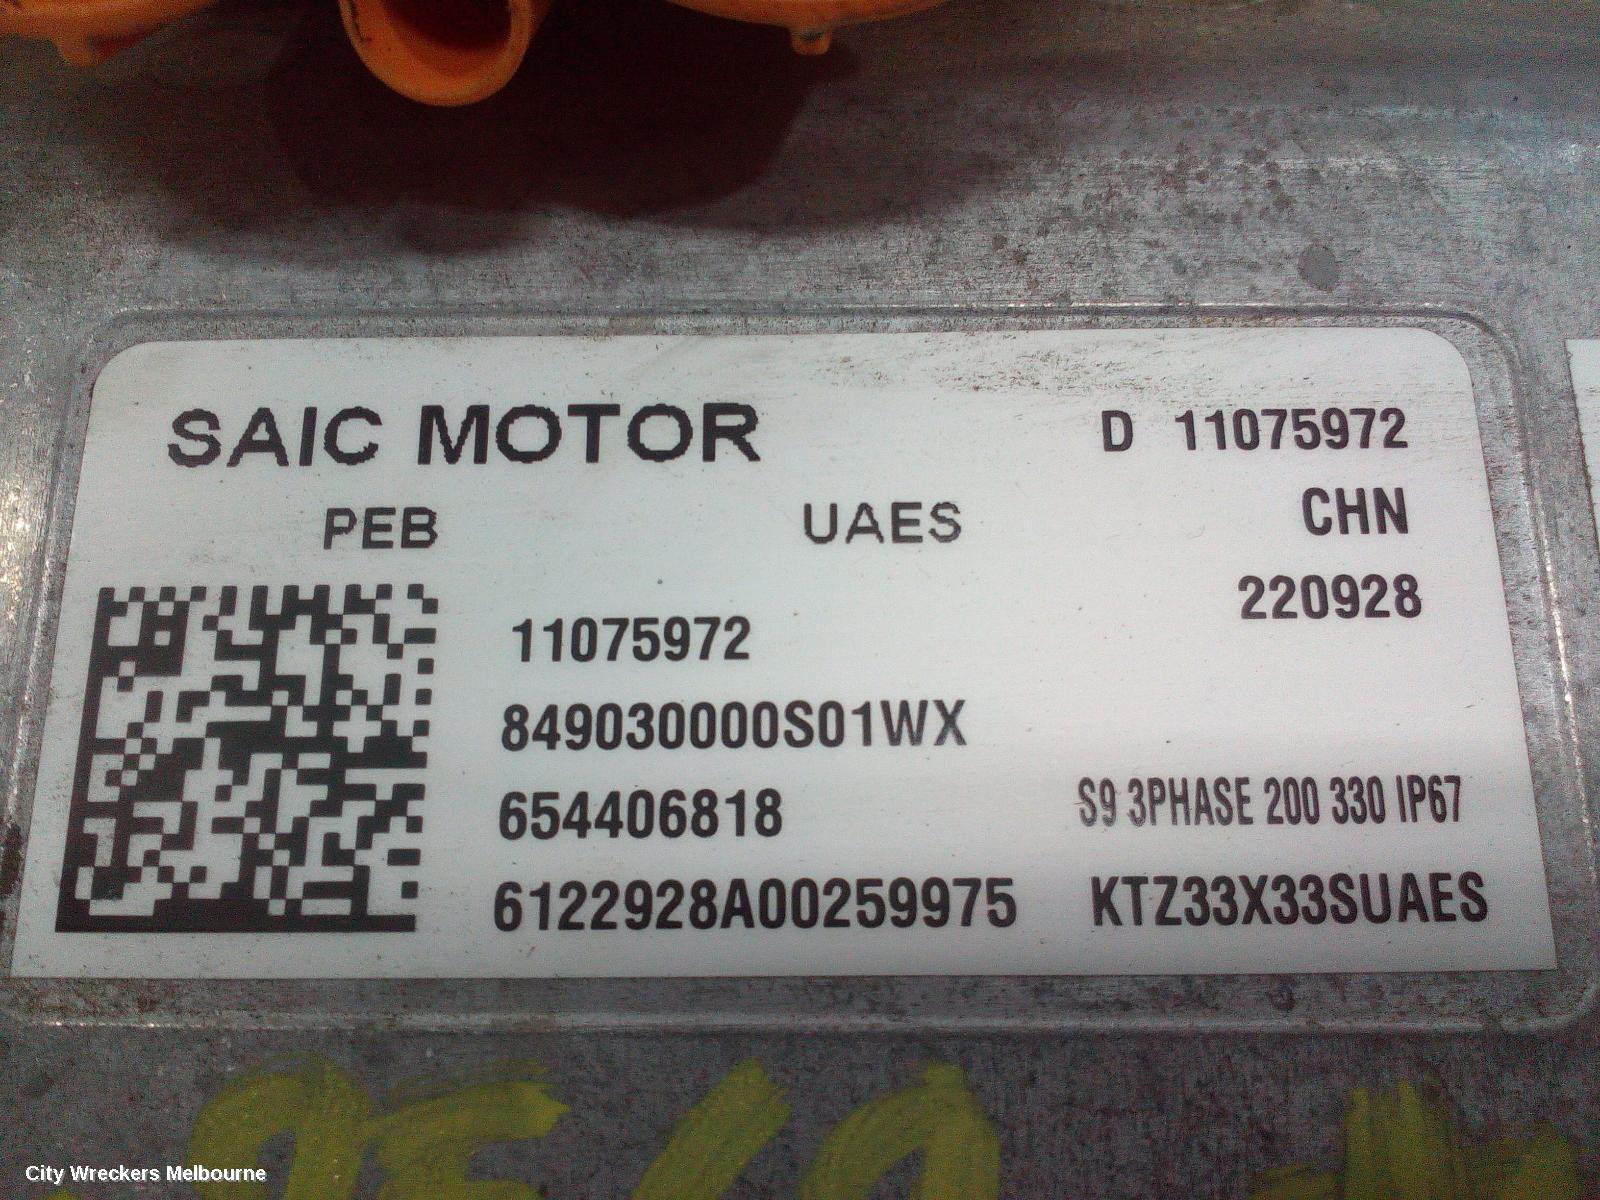 SAIC MOTOR D 11075972
PEB UAES CHN
220928
11075972
849030000S01WX
654406818 S9 3PHASE 200 330 IP67
6122928A00259975 KTZ33X33SUAES
City Wreckers Melbourne